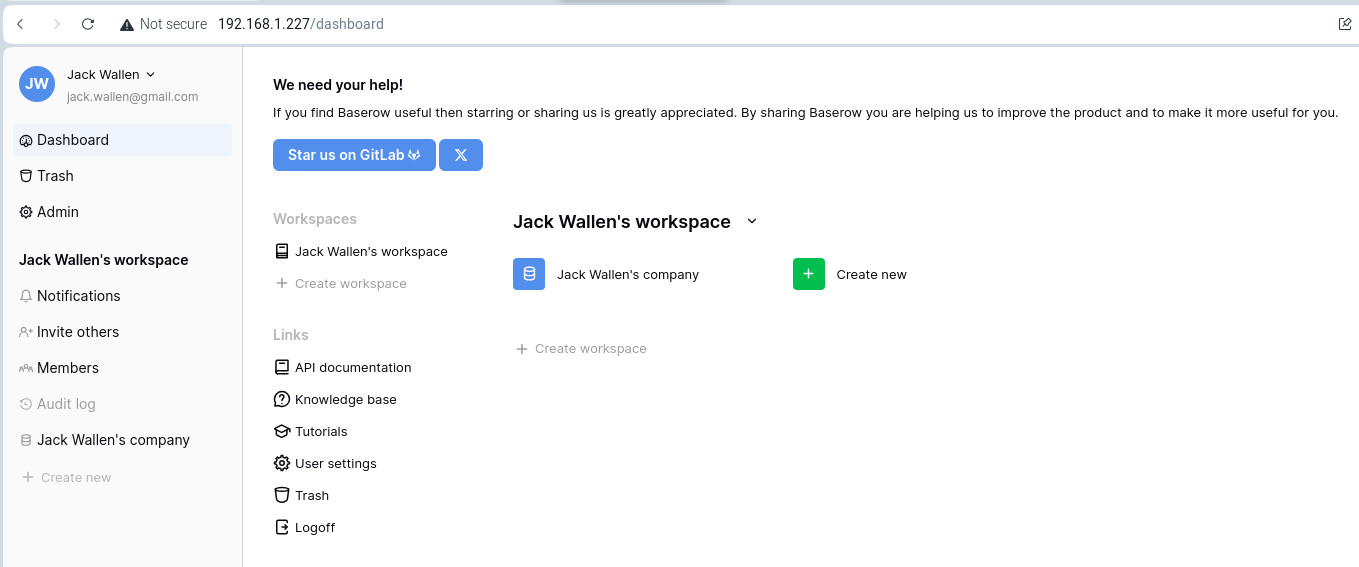 Not secure 192.168.1.227/dashboard
JW
Jack Wallen
jack.wallen@gmail.com
Dashboard
Trash
Admin
Jack Wallen's workspace
Notifications
Invite others
Members
Audit log
Jack Wallen's company
Create new
We need your help!
If you find Baserow useful then starring or sharing us is greatly appreciated. By sharing Baserow you are helping us to improve the product and to make it more useful for you.
Star us on GitLab
Workspaces
Jack Wallen's workspace
Create workspace
Links
API documentation
Knowledge base
Tutorials
User settings
Trash
Logoff
Jack Wallen's workspace
Jack Wallen's company
Create new
Create workspace